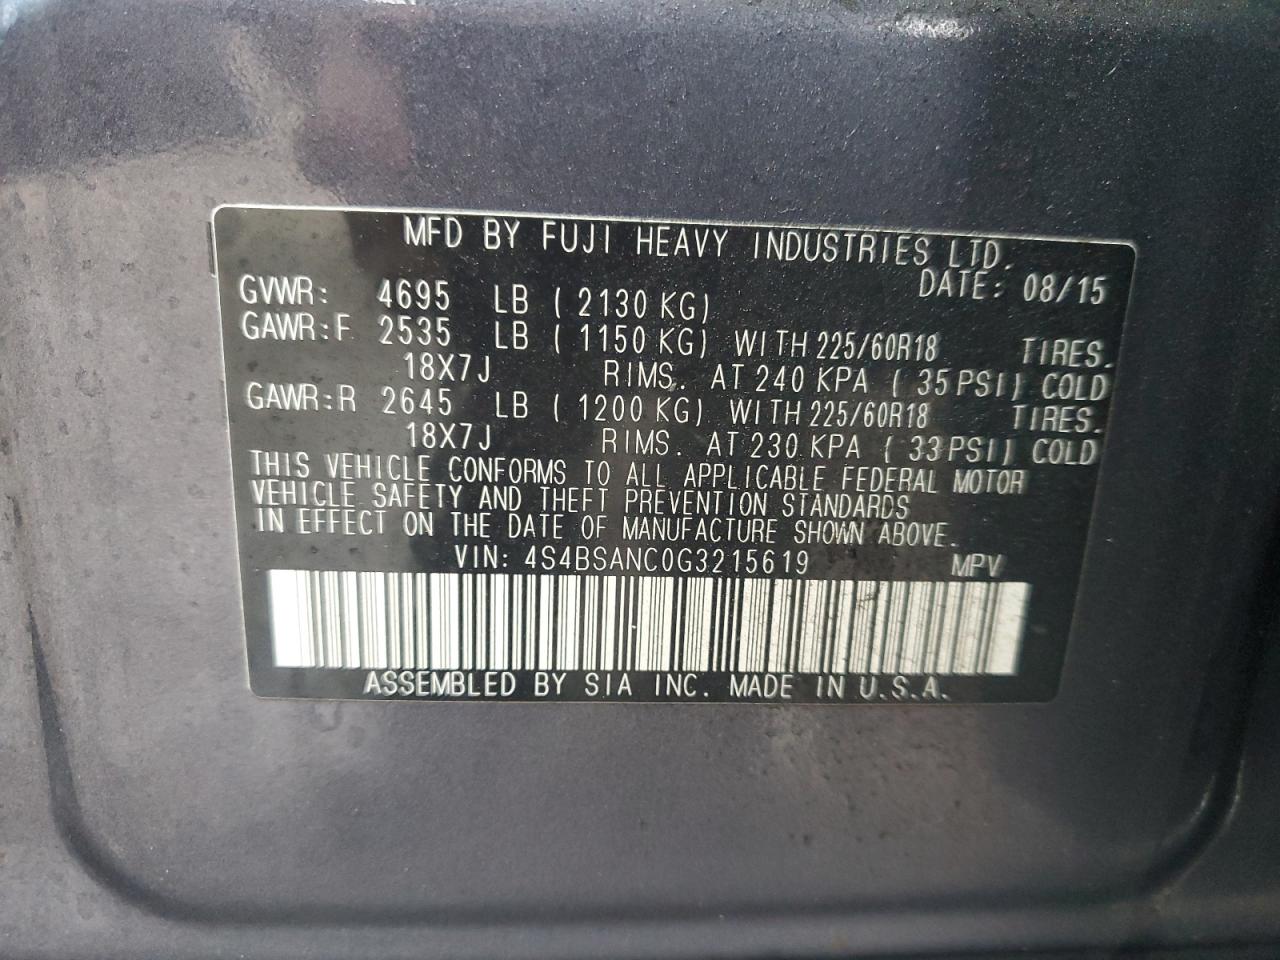 MFD BY FUJI HEAVY INDUSTRIES LTD.
DATE: 08/15
GVWR: 4695 LB ( 2130 KG)
GAWR:F 2535 LB ( 1150 KG) WITH 225/60R18 TIRES.
18X7J RIMS. AT 240 KPA ( 35 PSI) COLD
GAWR:R 2645 LB ( 1200 KG) WITH 225/60R18 TIRES.
18X7J RIMS. AT 230 KPA ( 33 PSI) COLD
THIS VEHICLE CONFORMS TO ALL APPLICABLE FEDERAL MOTOR
VEHICLE SAFETY AND THEFT PREVENTION STANDARDS
IN EFFECT ON THE DATE OF MANUFACTURE SHOWN ABOVE.
VIN: 4S4BSANC0G3215619 MPV
ASSEMBLED BY SIA INC. MADE IN U.S.A.